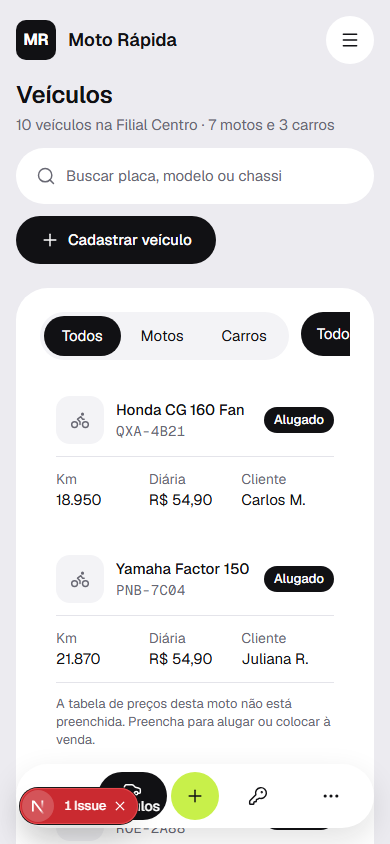 MR Moto Rápida
Veículos
10 veículos na Filial Centro · 7 motos e 3 carros
Buscar placa, modelo ou chassi
+ Cadastrar veículo
Todos Motos Carros Todo
Honda CG 160 Fan
QXA-4B21
Alugado
Km Diária Cliente
18.950 R$ 54,90 Carlos M.
Yamaha Factor 150
PNB-7C04
Alugado
Km Diária Cliente
21.870 R$ 54,90 Juliana R.
A tabela de preços desta moto não está
preenchida. Preencha para alugar ou colocar à
venda.
N 1 Issue